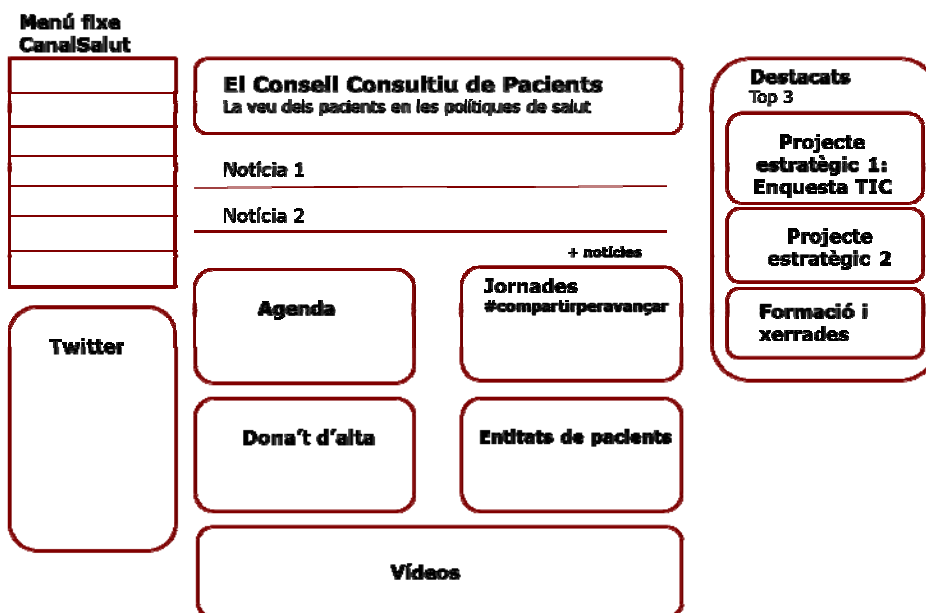 Menú fixe
CanalSalut
Twitter
El Consell Consultiu de Pacients
La veu dels pacients en les polítiques de salut
Notícia 1
Notícia 2
+ notícies
Agenda
Jornades
#compartirperavançar
Dona't d'alta
Entitats de pacients
Vídeos
Destacats
Top 3
Projecte
estratègic 1:
Enquesta TIC
Projecte
estratègic 2
Formació i
xerrades